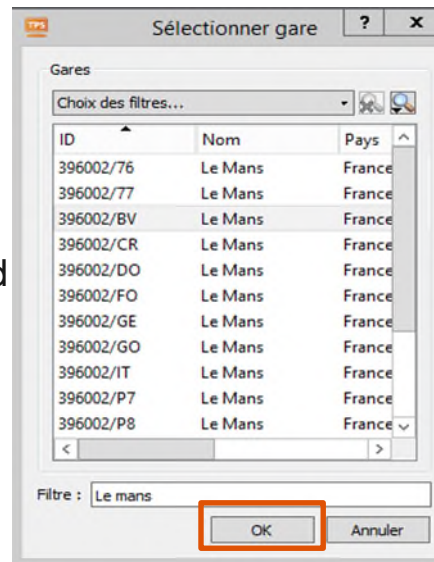 TPS Sélectionner gare ? x
Gares
Choix des filtres...
ID Nom Pays
396002/76 Le Mans France
396002/77 Le Mans France
396002/BV Le Mans France
396002/CR Le Mans France
396002/DO Le Mans France
396002/FO Le Mans France
396002/GE Le Mans France
396002/GO Le Mans France
396002/IT Le Mans France
396002/P7 Le Mans France
396002/P8 Le Mans France
Filtre : Le mans
OK Annuler